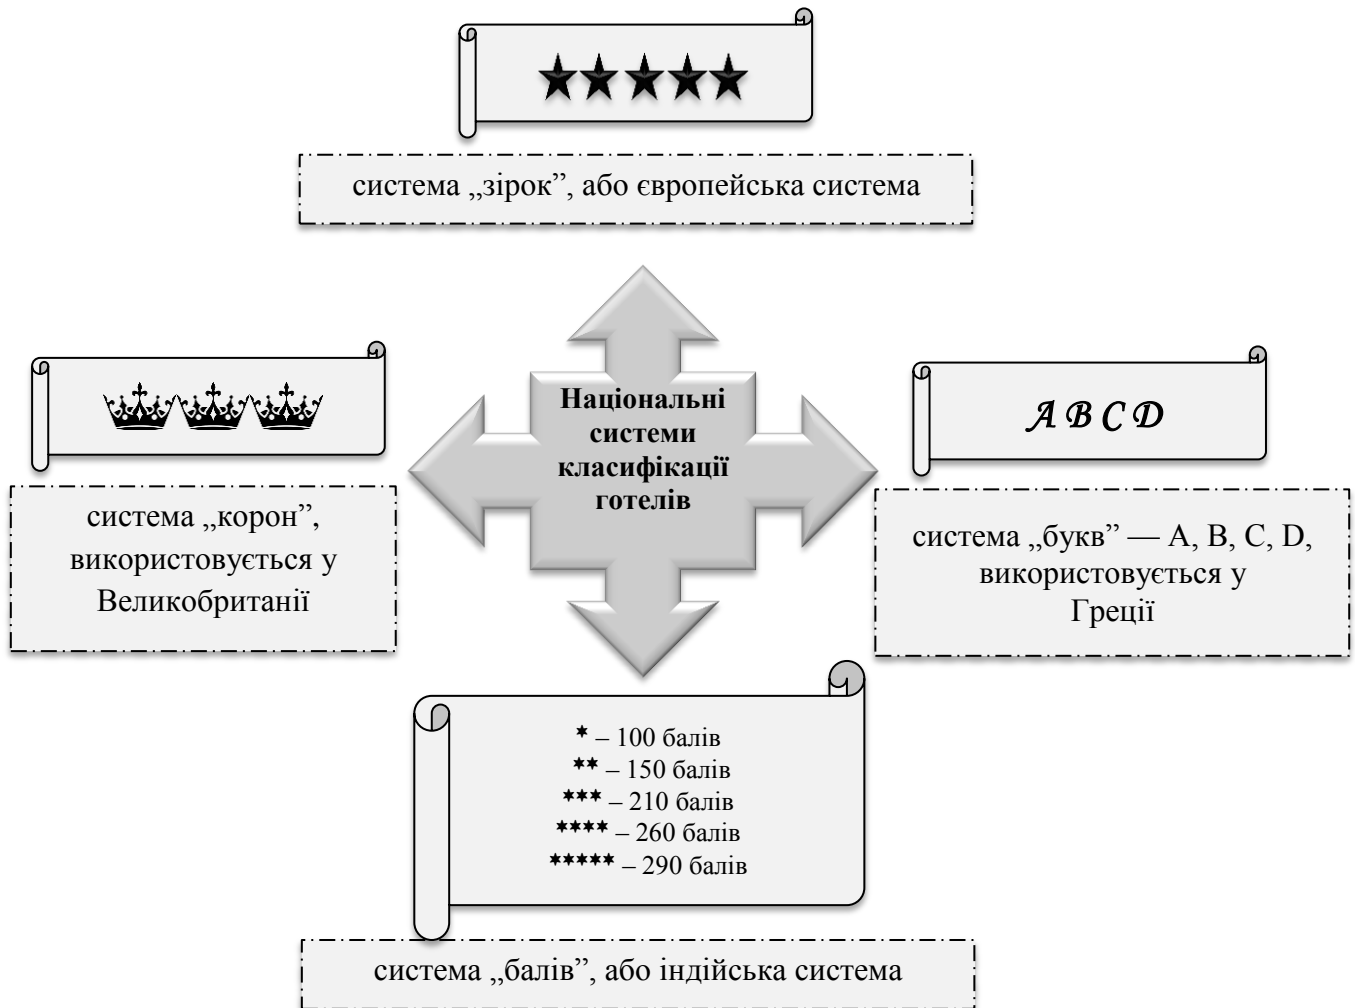 система „зірок”, або європейська система
Національні
системи
класифікації
готелів
система „корон”,
використовується у
Великобританії
A B C D
система „букв” — A, B, C, D,
використовується у
Греції
* – 100 балів
** – 150 балів
*** – 210 балів
**** – 260 балів
***** – 290 балів
система „балів”, або індійська система